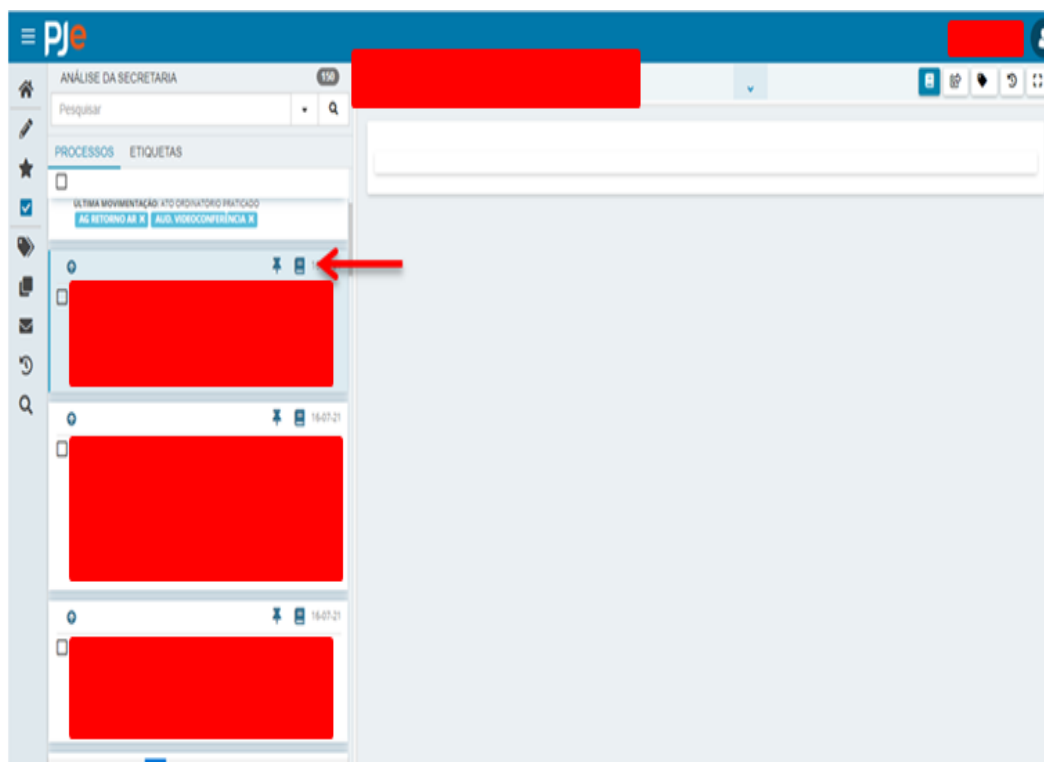 PJe
ANÁLISE DA SECRETARIA 150
Pesquisar
PROCESSOS ETIQUETAS
ÚLTIMA MOVIMENTAÇÃO: ATO ORDINATÓRIO PRATICADO
AG RETORNO AR X AUD. VIDEOCONFERÊNCIA X
16-07-21
16-07-21